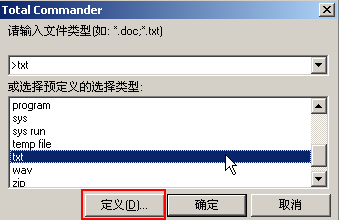 Total Commander
请输入文件类型(如: *.doc;*.txt)
>txt
或选择预定义的选择类型:
program
sys
sys run
temp file
txt
wav
zip
定义(D)... 确定 取消